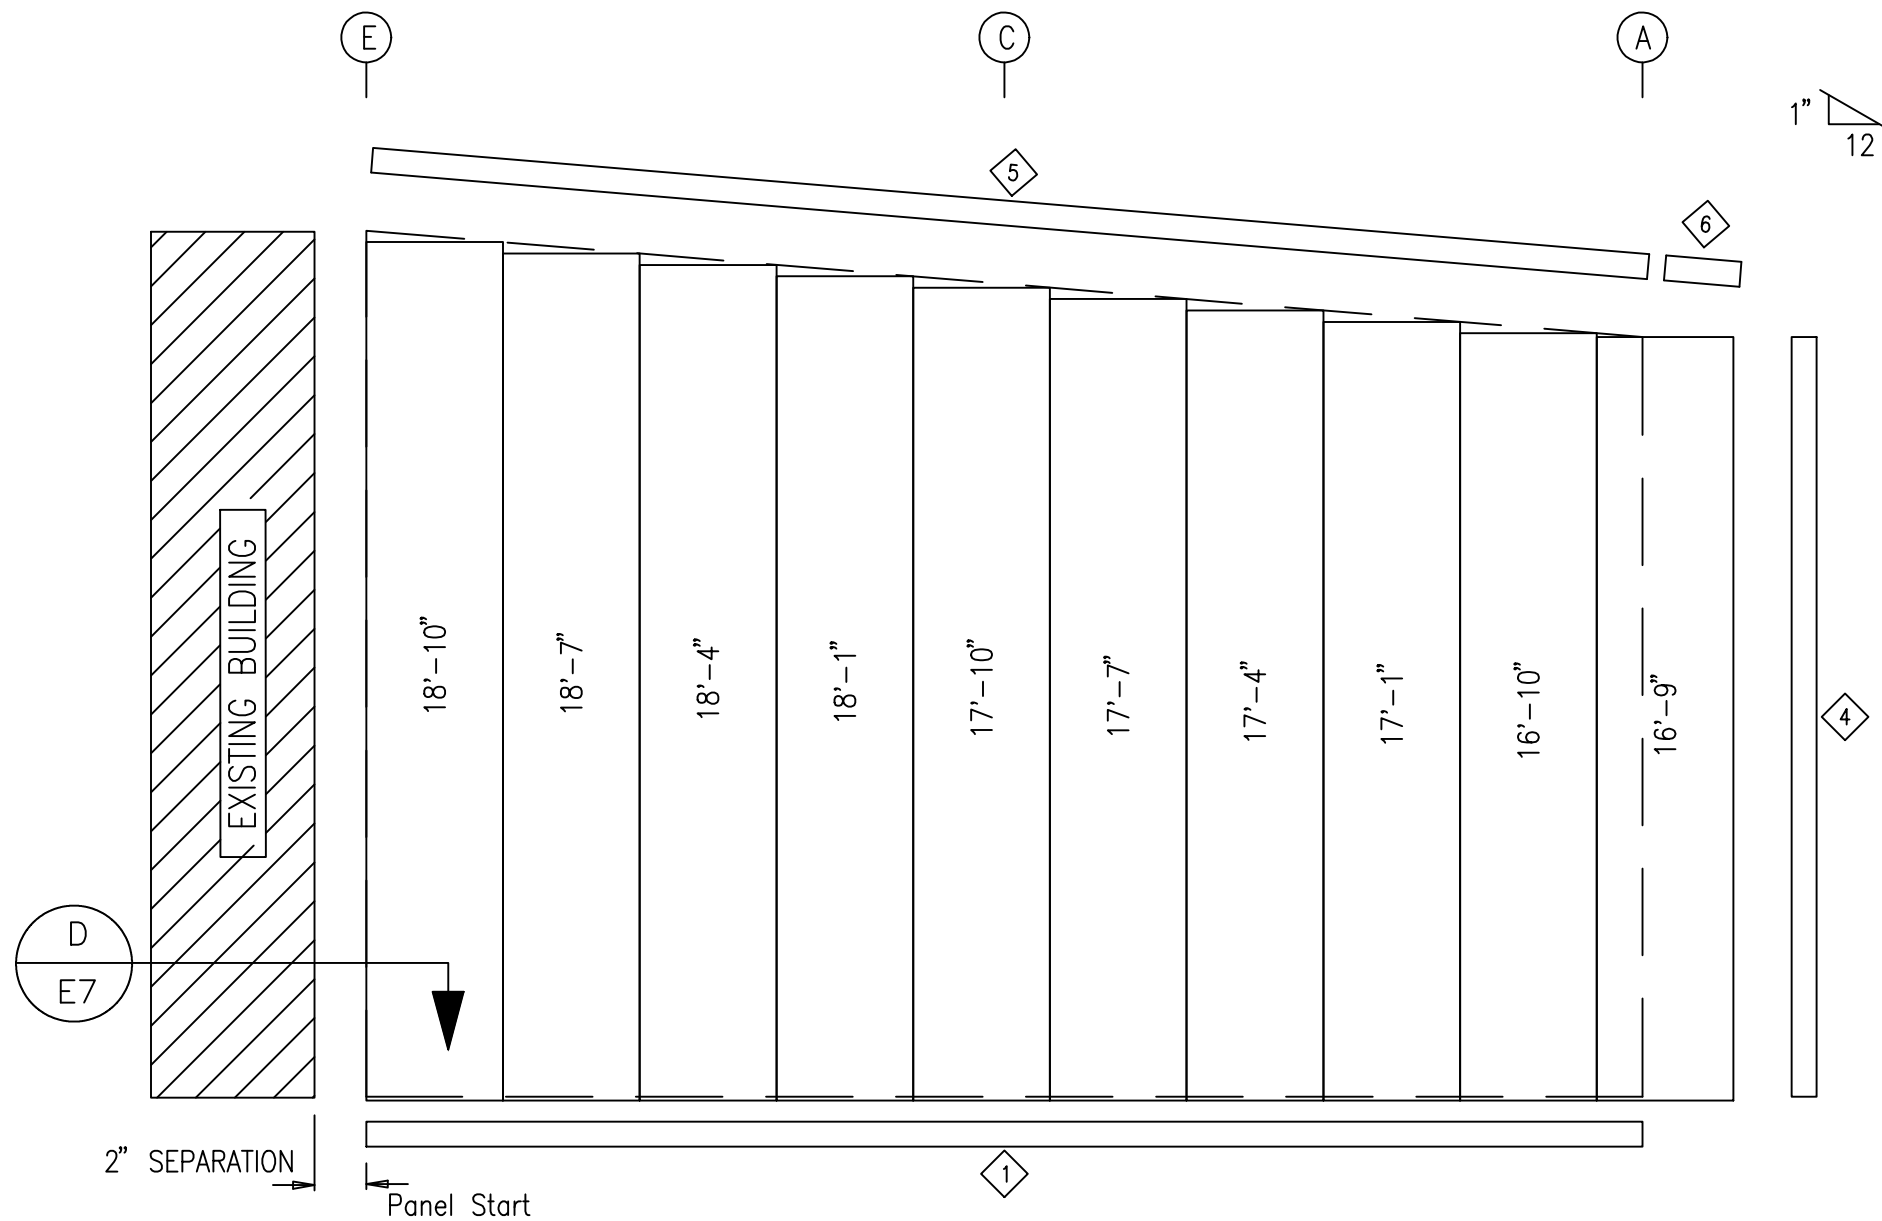 E
C
A
1"
12
5
6
EXISTING BUILDING
18'-10"
18'-7"
18'-4"
18'-1"
17'-10"
17'-7"
17'-4"
17'-1"
16'-10"
16'-9"
4
D
E7
2" SEPARATION
Panel Start
1